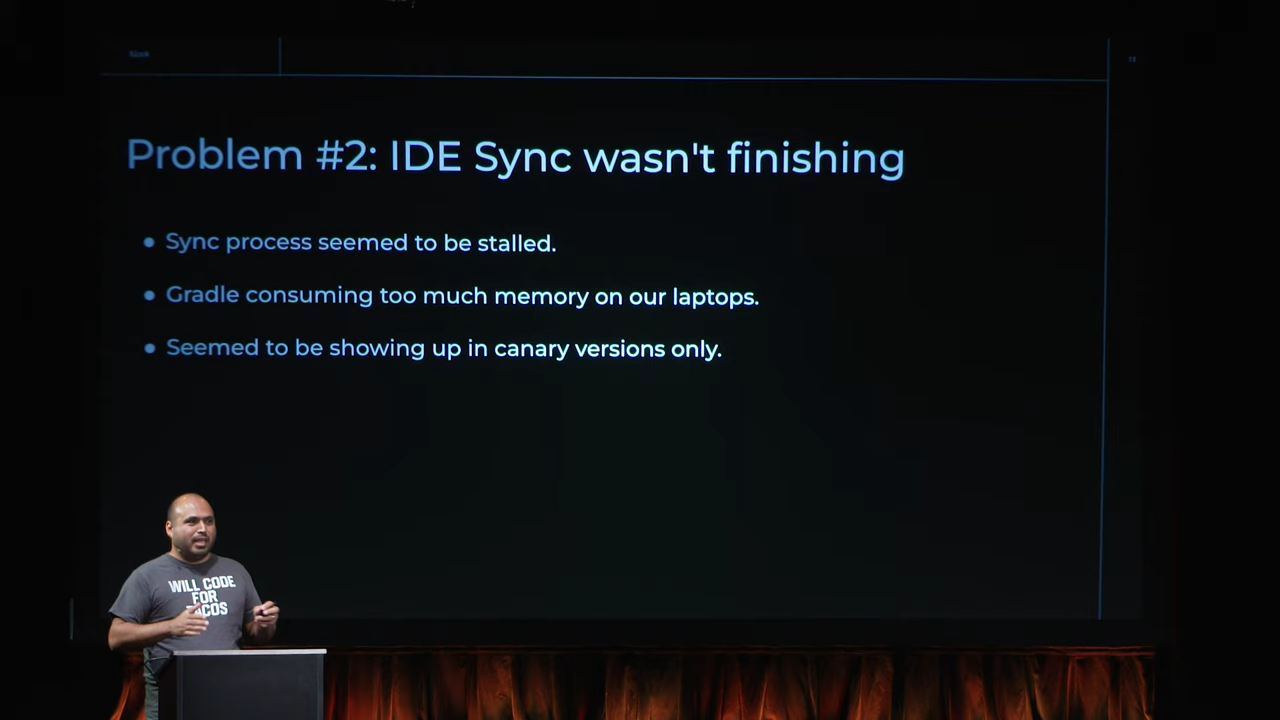 Problem #2: IDE Sync wasn't finishing
Sync process seemed to be stalled.
Gradle consuming too much memory on our laptops.
Seemed to be showing up in canary versions only.
WILL CODE
FOR
TACOS